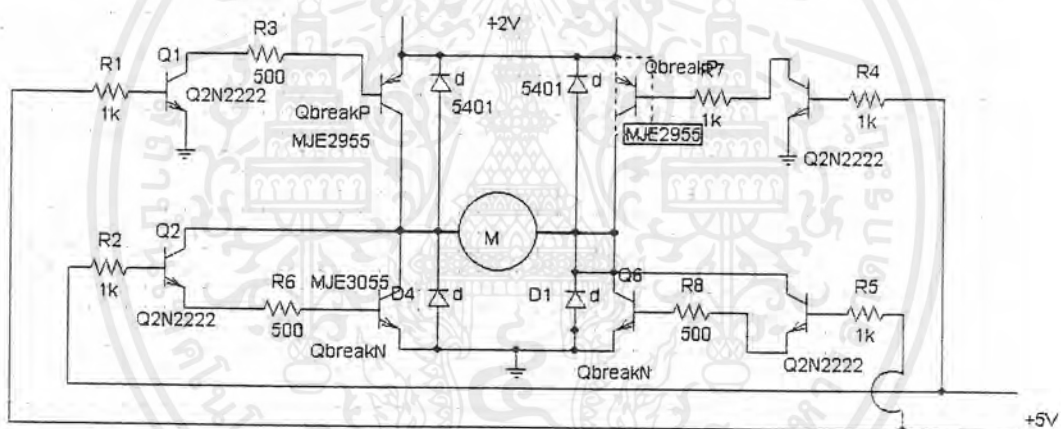 +2V
R1
1k
Q1
Q2N2222
R3
500
QbreakP
MJE2955
d
5401
d
5401
QbreakP
MJE2955
R7
1k
R4
1k
Q2N2222
M
R2
1k
Q2
Q2N2222
R6
500
MJE3055
D4
d
QbreakN
D1
d
Q6
QbreakN
R8
500
R5
1k
Q2N2222
+5V